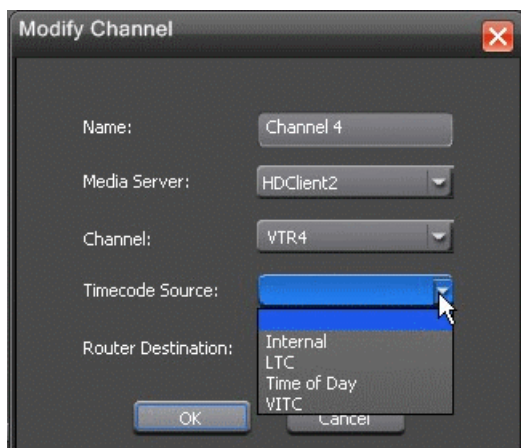 Modify Channel
Name: Channel 4
Media Server: HDClient2
Channel: VTR4
Timecode Source:
Internal
Router Destination:
LTC
Time of Day
VITC
OK Cancel